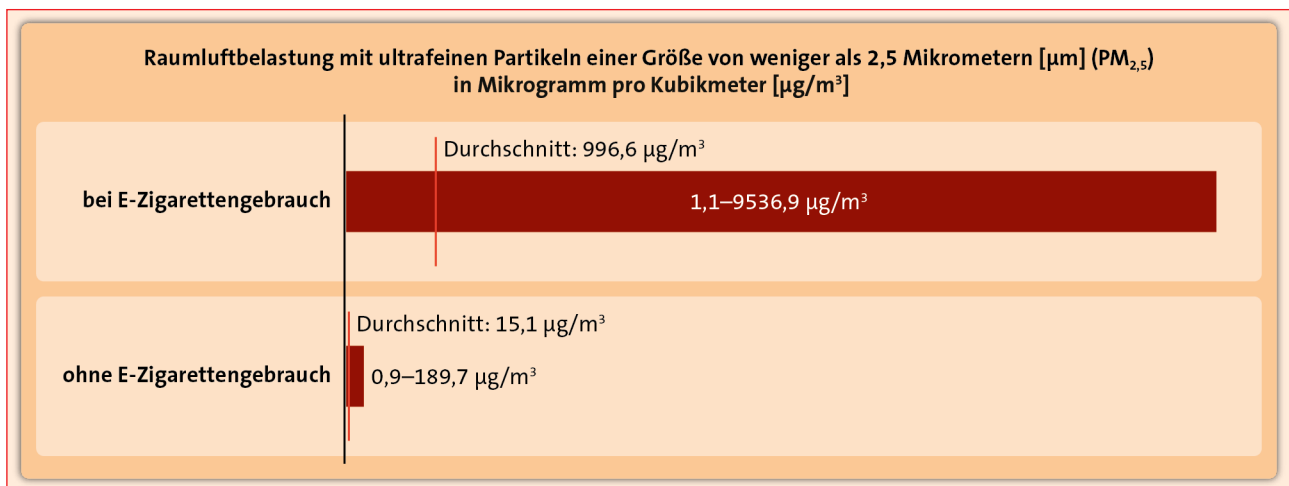 Raumluftbelastung mit ultrafeinen Partikeln einer Größe von weniger als 2,5 Mikrometern [µm] (PM₂,₅)
in Mikrogramm pro Kubikmeter [µg/m³]
Durchschnitt: 996,6 µg/m³
bei E-Zigarettengebrauch
1,1–9536,9 µg/m³
Durchschnitt: 15,1 µg/m³
ohne E-Zigarettengebrauch
0,9–189,7 µg/m³